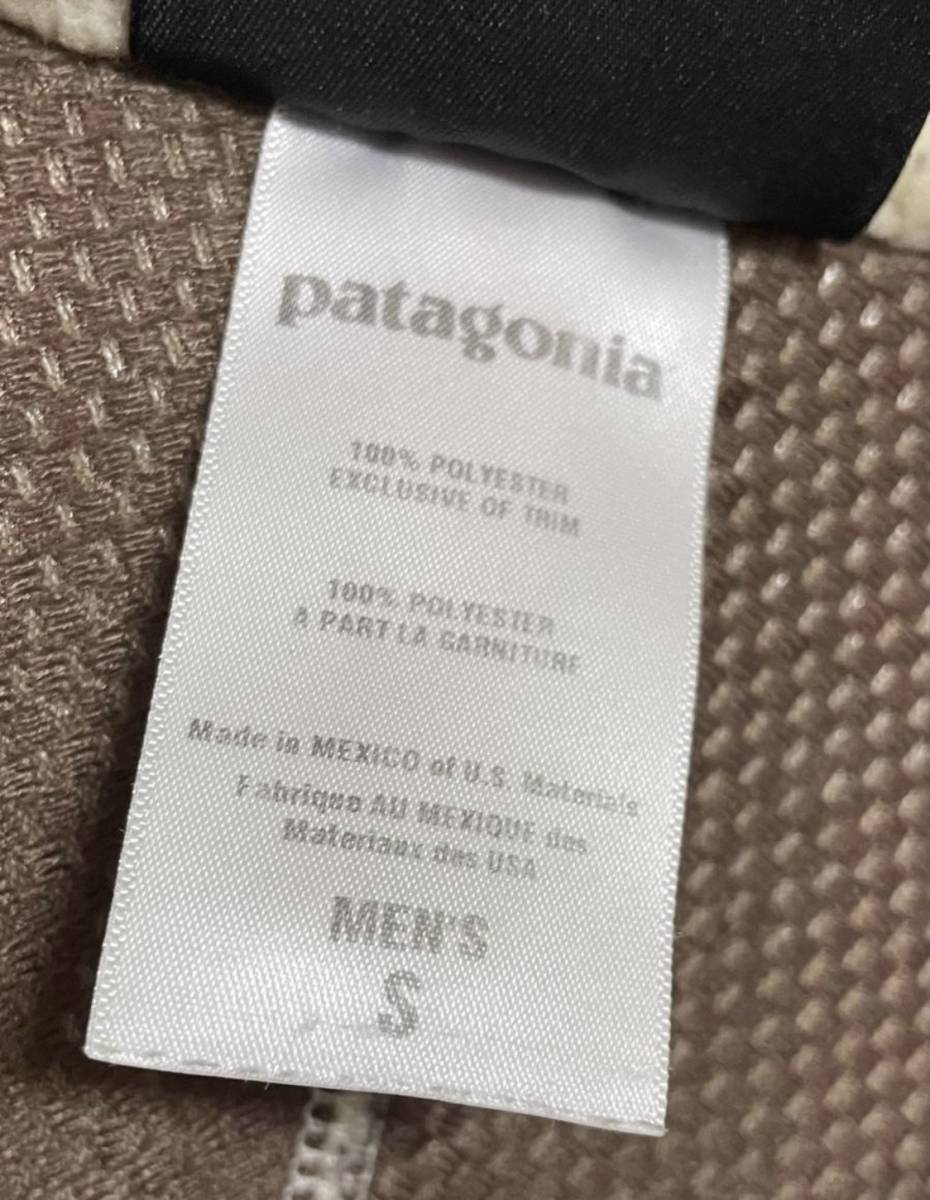 patagonia
100% POLYESTER
EXCLUSIVE OF TRIM
100% POLYESTER
À PART LA GARNITURE
Made in MEXICO of U.S. Materials
Fabrique AU MEXIQUE des
Materiaux des USA
MEN'S
S